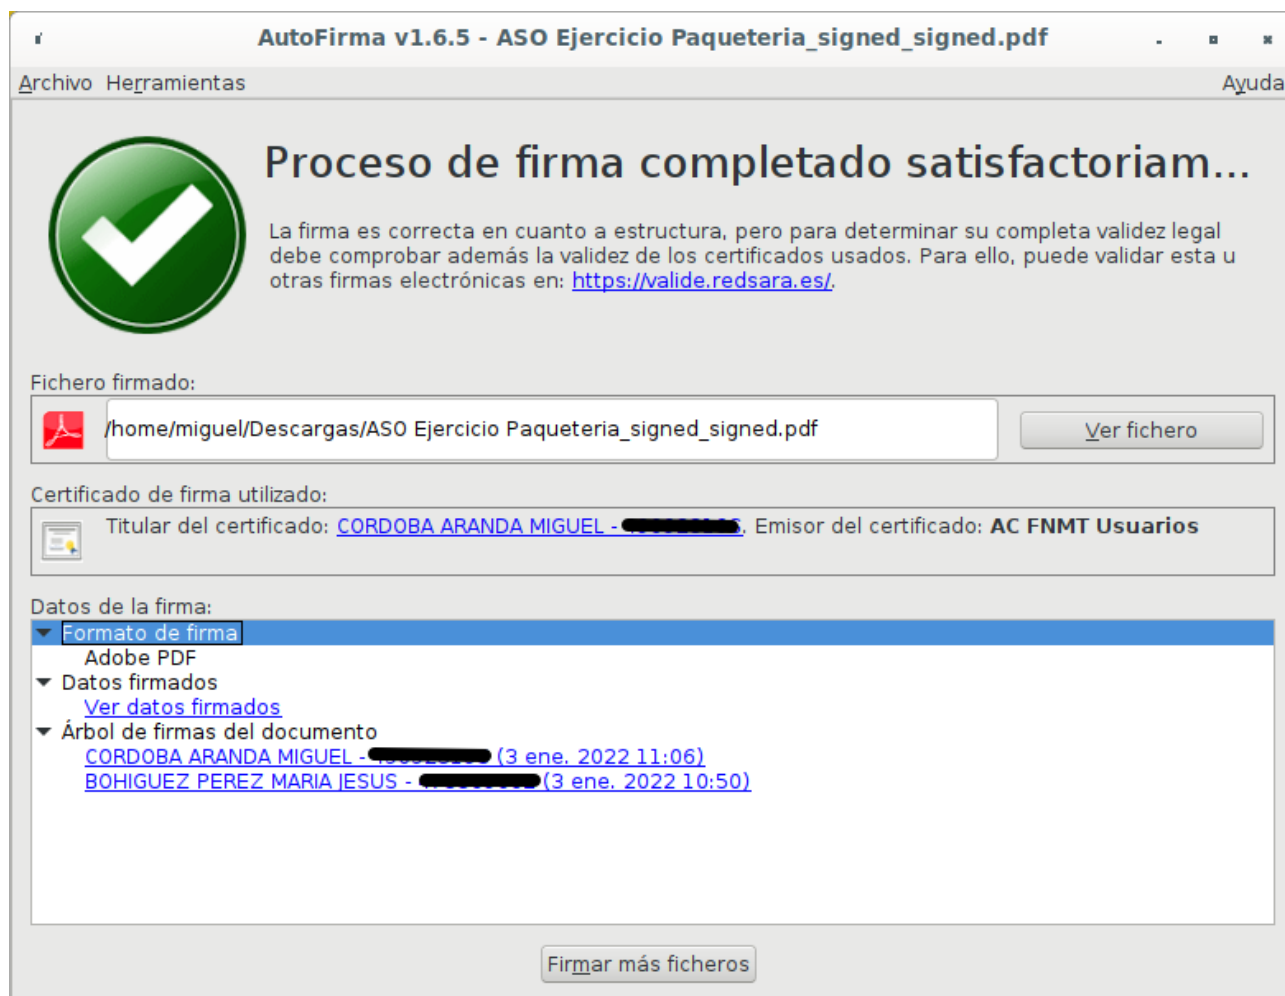 AutoFirma v1.6.5 - ASO Ejercicio Paqueteria_signed_signed.pdf
Archivo Herramientas Ayuda
Proceso de firma completado satisfactoriam...
La firma es correcta en cuanto a estructura, pero para determinar su completa validez legal
debe comprobar además la validez de los certificados usados. Para ello, puede validar esta u
otras firmas electrónicas en: https://valide.redsara.es/.
Fichero firmado:
/home/miguel/Descargas/ASO Ejercicio Paqueteria_signed_signed.pdf
Ver fichero
Certificado de firma utilizado:
Titular del certificado: CORDOBA ARANDA MIGUEL - . Emisor del certificado: AC FNMT Usuarios
Datos de la firma:
Formato de firma
Adobe PDF
Datos firmados
Ver datos firmados
Árbol de firmas del documento
CORDOBA ARANDA MIGUEL - (3 ene. 2022 11:06)
BOHIGUEZ PEREZ MARIA JESUS - (3 ene. 2022 10:50)
Firmar más ficheros